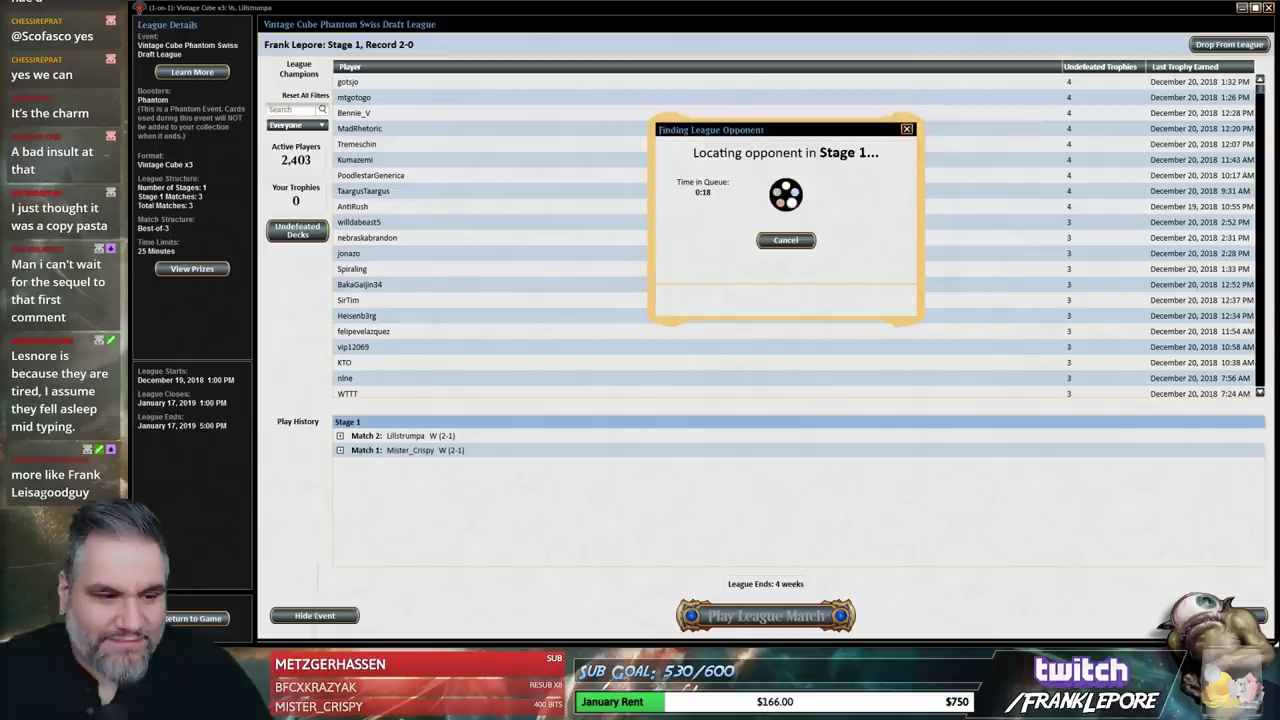 CHESSIREPRAT
@Scofasco yes
CHESSIREPRAT
yes we can
It's the charm
A bad insult at
that
I just thought it
was a copy pasta
Man i can't wait
for the sequel to
that first
comment
Lesnore is
because they are
tired, I assume
they fell asleep
mid typing.
more like Frank
Leisagoodguy
(1-on-1): Vintage Cube x3: Vs. Lillstrumpa
League Details
Event:
Vintage Cube Phantom Swiss
Draft League
Learn More
Boosters:
Phantom
(This is a Phantom Event. Cards
used during this event will NOT
be added to your collection
when it ends.)
Format:
Vintage Cube x3
League Structure:
Number of Stages: 1
Stage 1 Matches: 3
Total Matches: 3
Match Structure:
Best-of-3
Time Limits:
25 Minutes
View Prizes
League Starts:
December 19, 2018 1:00 PM
League Closes:
January 17, 2019 1:00 PM
League Ends:
January 17, 2019 5:00 PM
Return to Game
Vintage Cube Phantom Swiss Draft League
Frank Lepore: Stage 1, Record 2-0
Drop From League
League
Champions
Reset All Filters
Search
Everyone
Active Players
2,403
Your Trophies
0
Undefeated
Decks
Player Undefeated Trophies Last Trophy Earned
gotsjo 4 December 20, 2018 1:32 PM
mtgotogo 4 December 20, 2018 1:26 PM
Bennie_V 4 December 20, 2018 12:28 PM
MadRhetoric 4 December 20, 2018 12:12 PM
Tremeschin 4 December 20, 2018 12:07 PM
Kumazemi 4 December 20, 2018 11:43 AM
PoodlestarGenerica 4 December 20, 2018 10:17 AM
TaargusTaargus 4 December 20, 2018 9:31 AM
AntiRush 4 December 19, 2018 10:55 PM
willdabeast5 3 December 20, 2018 2:52 PM
nebraskabrandon 3 December 20, 2018 2:31 PM
jonazo 3 December 20, 2018 2:28 PM
Spiraling 3 December 20, 2018 1:33 PM
BakaGaijin34 3 December 20, 2018 12:52 PM
SirTim 3 December 20, 2018 12:37 PM
Heisenb3rg 3 December 20, 2018 12:34 PM
felipevelazquez 3 December 20, 2018 11:54 AM
vip12069 3 December 20, 2018 10:58 AM
KTO 3 December 20, 2018 10:38 AM
nlne 3 December 20, 2018 7:56 AM
WTTT 3 December 20, 2018 7:24 AM
Finding League Opponent
Locating opponent in Stage 1...
Time in Queue:
0:18
Cancel
Play History
Stage 1
Match 2: Lillstrumpa W (2-1)
Match 1: Mister_Crispy W (2-1)
League Ends: 4 weeks
Hide Event
Play League Match
METZGERHASSEN SUB
BFCXKRAZYAK RESUB X8
MISTER_CRISPY 400 BITS
SUB GOAL: 530/600
January Rent $166.00 $750
twitch
/FRANKLEPORE